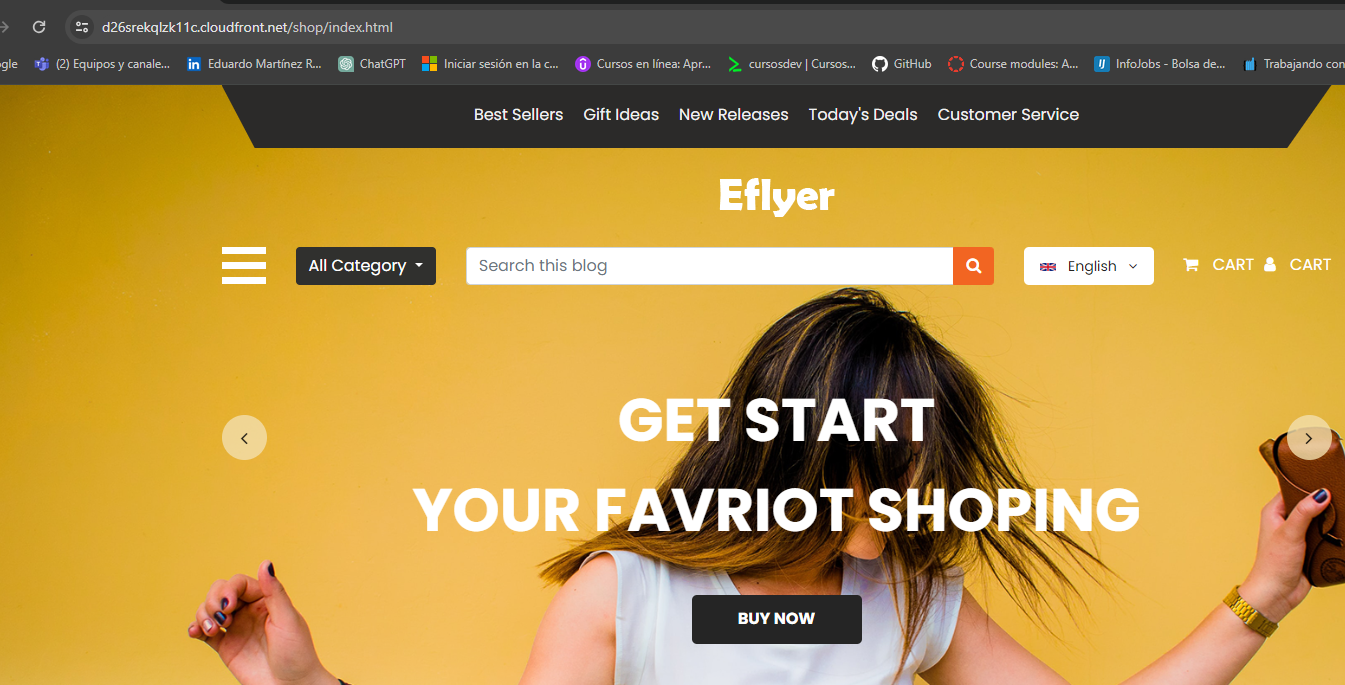 d26srekqlzk11c.cloudfront.net/shop/index.html
gle (2) Equipos y canale... Eduardo Martínez R... ChatGPT Iniciar sesión en la c... Cursos en línea: Apr... cursosdev | Cursos... GitHub Course modules: A... InfoJobs - Bolsa de... Trabajando con
Best Sellers Gift Ideas New Releases Today's Deals Customer Service
Eflyer
All Category Search this blog English CART CART
GET START
YOUR FAVRIOT SHOPING
BUY NOW